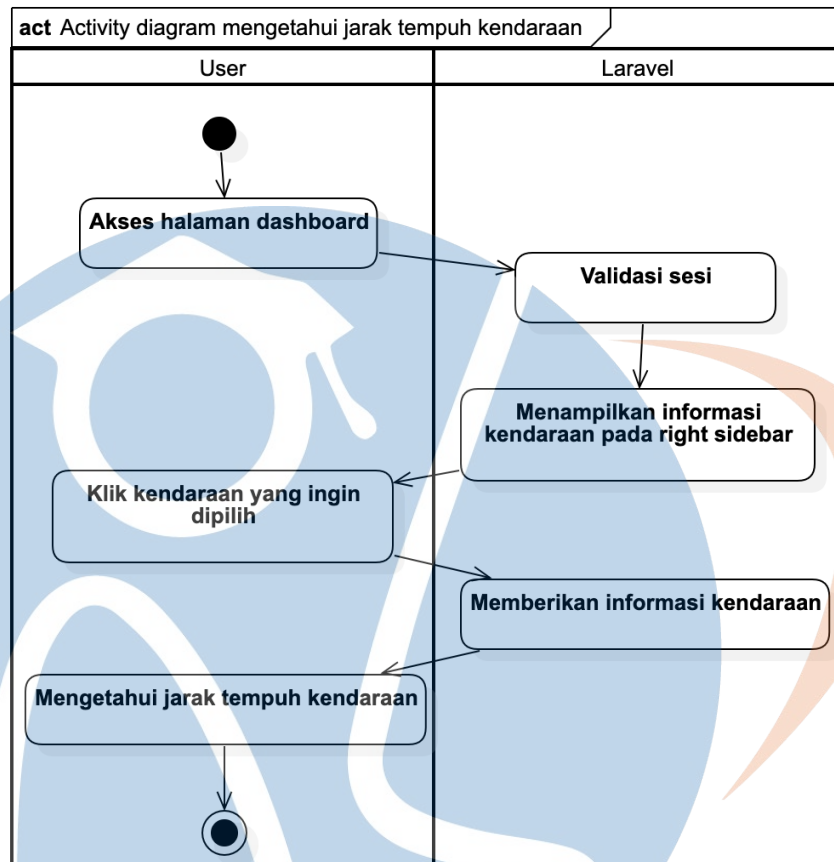 act Activity diagram mengetahui jarak tempuh kendaraan
User
Laravel
Akses halaman dashboard
Validasi sesi
Menampilkan informasi
kendaraan pada right sidebar
Klik kendaraan yang ingin
dipilih
Memberikan informasi kendaraan
Mengetahui jarak tempuh kendaraan